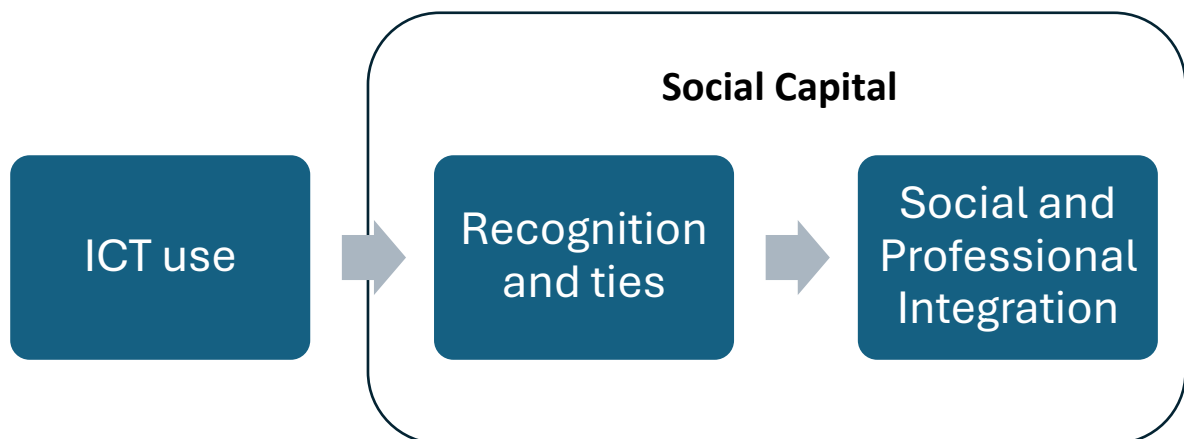 Social Capital
ICT use
Recognition
and ties
Social and
Professional
Integration